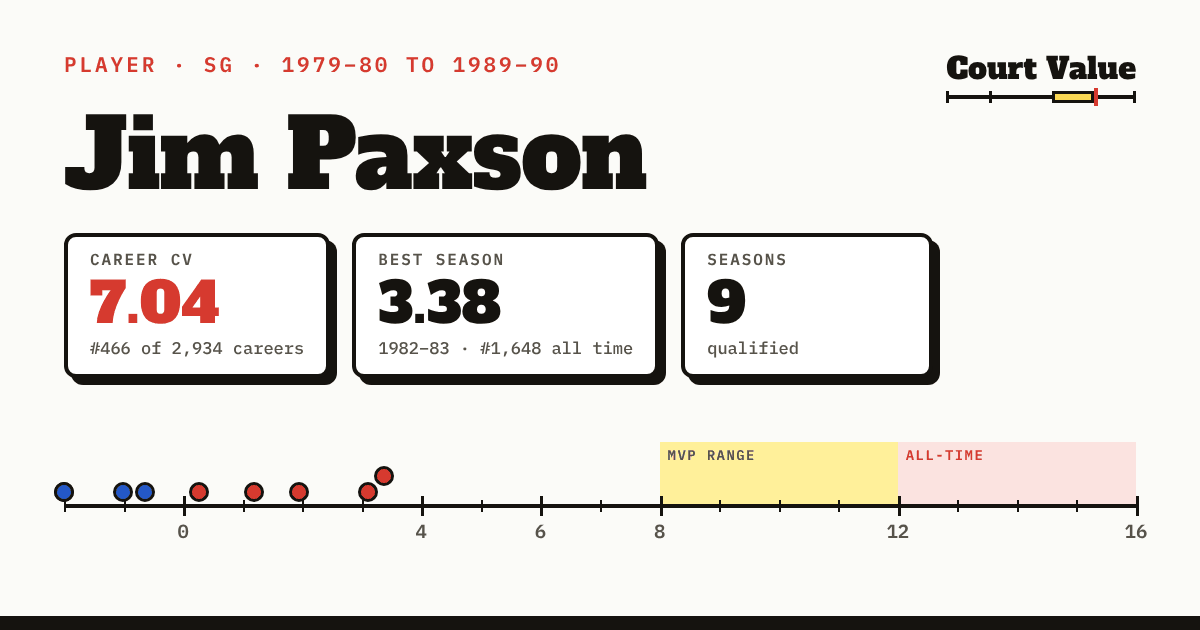 PLAYER · SG · 1979–80 TO 1989–90
Court Value
Jim Paxson
CAREER CV
7.04
#466 of 2,934 careers
BEST SEASON
3.38
1982–83 · #1,648 all time
SEASONS
9
qualified
MVP RANGE
ALL-TIME
0 4 6 8 12 16